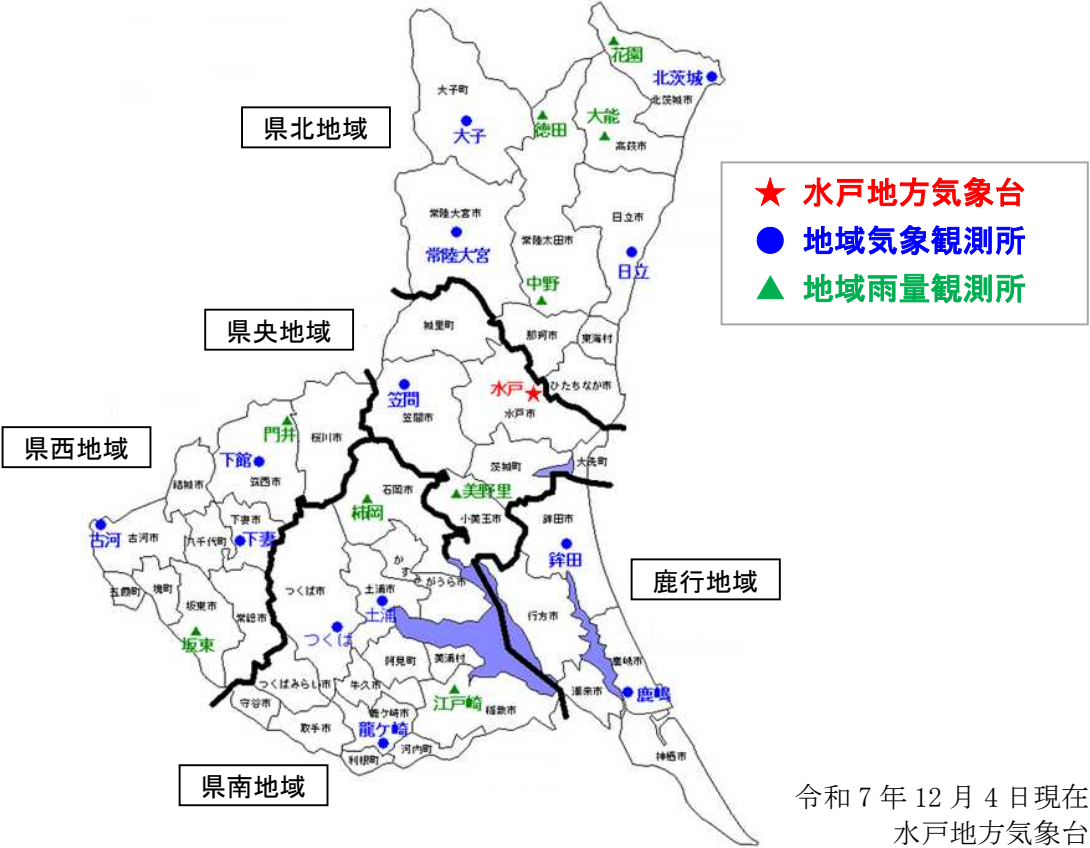 花園
北茨城
北茨城市
大子町
大子
徳田
大能
高萩市
県北地域
★ 水戸地方気象台
● 地域気象観測所
▲ 地域雨量観測所
常陸大宮市
常陸大宮
常陸太田市
日立市
日立
中野
県央地域
城里町
那珂市
東海村
ひたちなか市
笠間
笠間市
水戸
水戸市
門井
桜川市
県西地域
下館
筑西市
結城市
茨城町
大洗町
石岡市
柿岡
美野里
小美玉市
鉾田市
鉾田
古河
古河市
八千代町
下妻市
下妻
かすみがうら市
鹿行地域
五霞町
境町
坂東市
坂東
常総市
つくば市
つくば
土浦市
土浦
行方市
阿見町
美浦村
つくばみらい市
牛久市
守谷市
取手市
龍ケ崎市
龍ケ崎
江戸崎
稲敷市
河内町
利根町
潮来市
鹿嶋市
鹿嶋
神栖市
県南地域
令和7年12月4日現在
水戸地方気象台